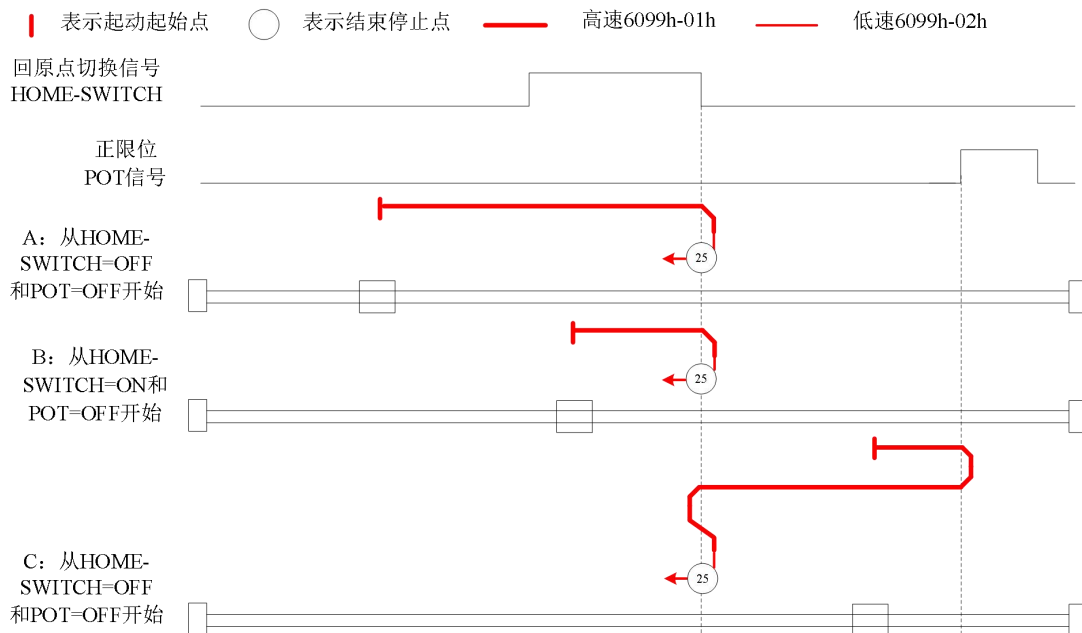 表示起动起始点 表示结束停止点 高速6099h-01h 低速6099h-02h
回原点切换信号
HOME-SWITCH
正限位
POT信号
A：从HOME-
SWITCH=OFF
和POT=OFF开始
25
B：从HOME-
SWITCH=ON和
POT=OFF开始
25
C：从HOME-
SWITCH=OFF
和POT=OFF开始
25